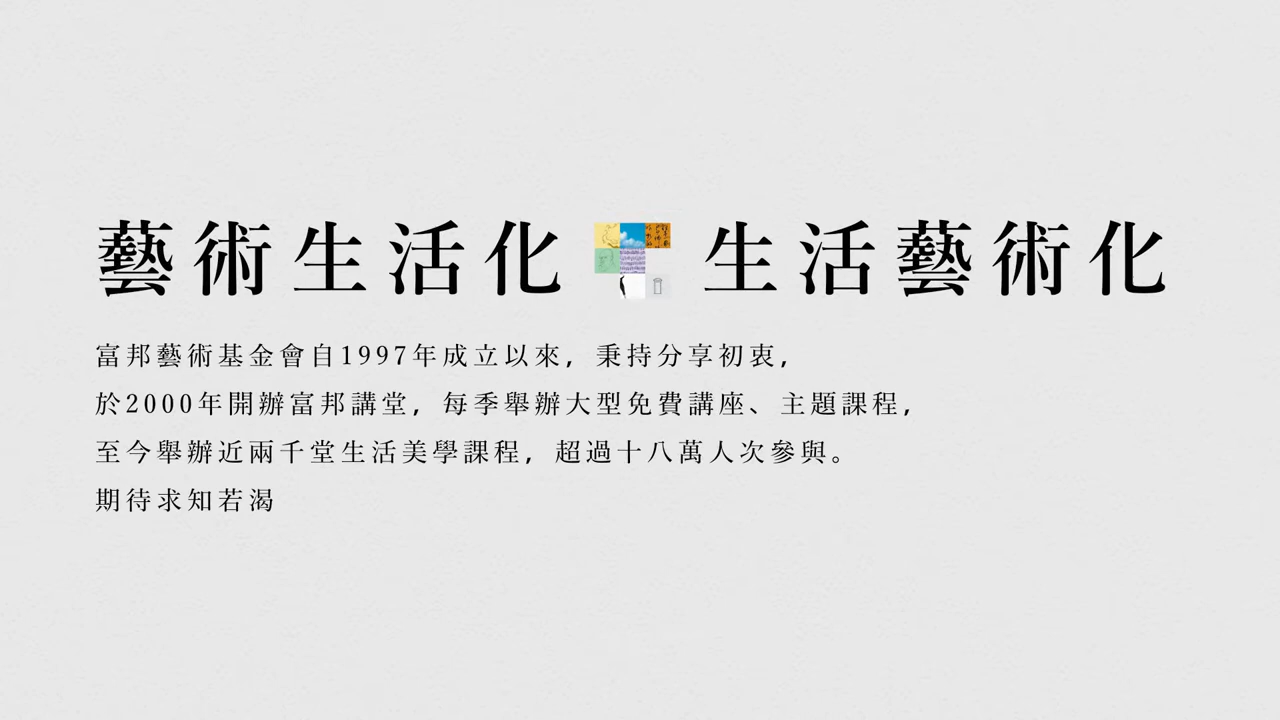 藝術生活化 生活藝術化
富邦藝術基金會自1997年成立以來，秉持分享初衷，
於2000年開辦富邦講堂，每季舉辦大型免費講座、主題課程，
至今舉辦近兩千堂生活美學課程，超過十八萬人次參與。
期待求知若渴